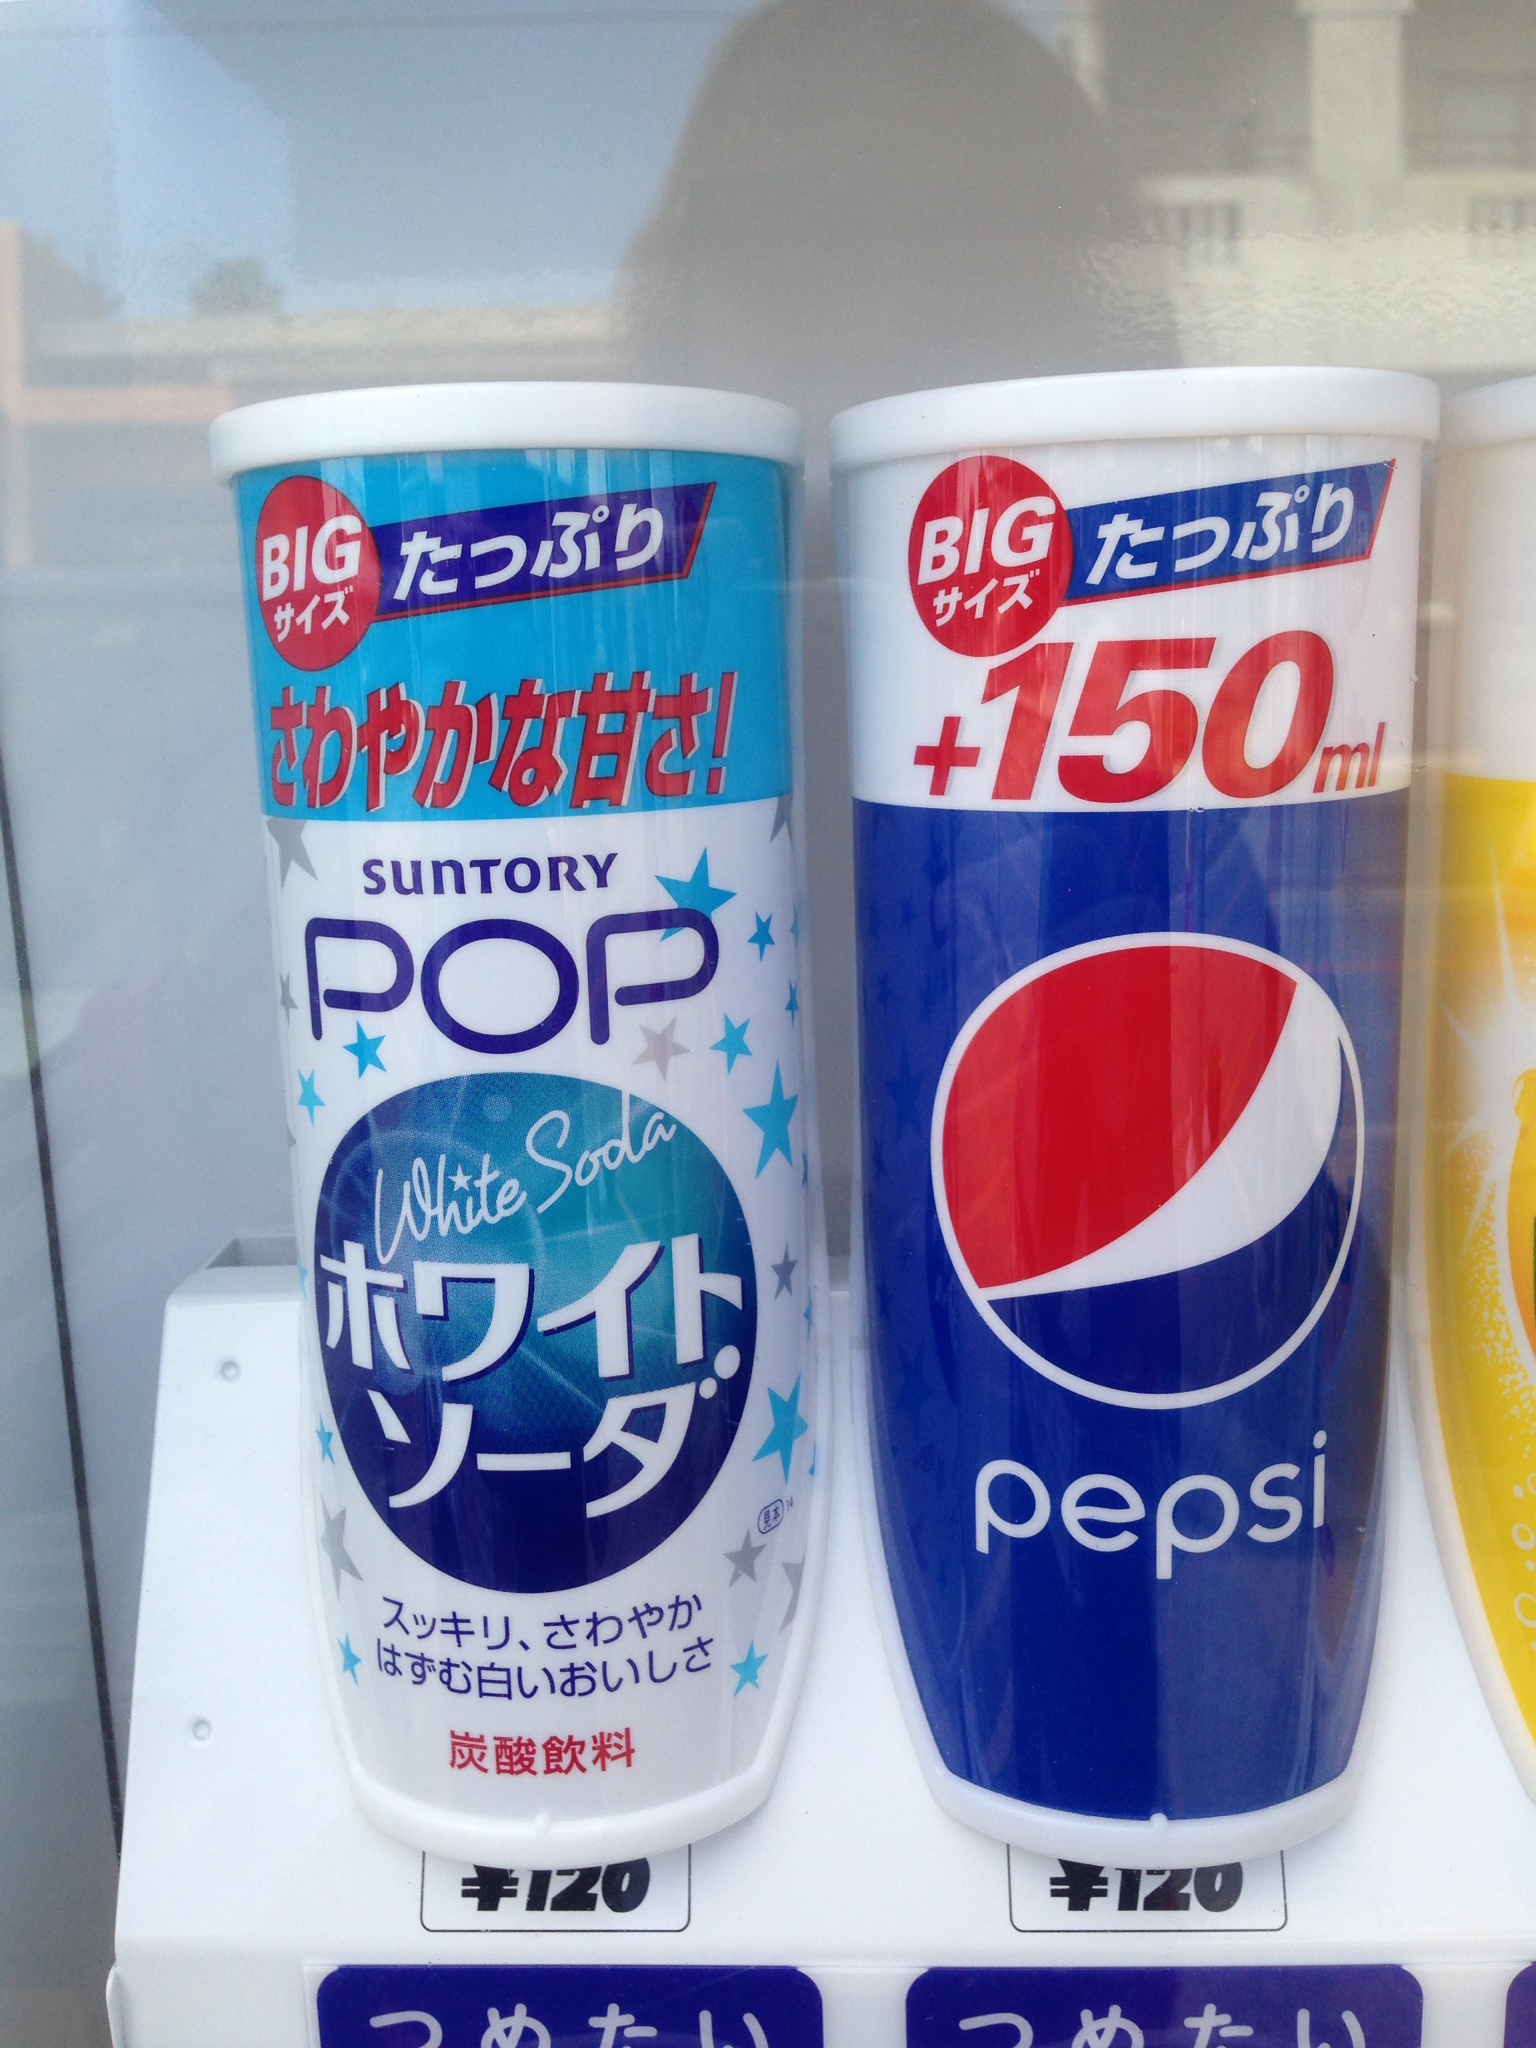 BIG
サイズ
たっぷり
さわやかな甘さ!
SUNTORY
POP
White Soda
ホワイト
ソーダ
見本 14
スッキリ、さわやか
はずむ白いおいしさ
炭酸飲料
¥120
つめたい
BIG
サイズ
たっぷり
+150ml
pepsi
¥120
つめたい